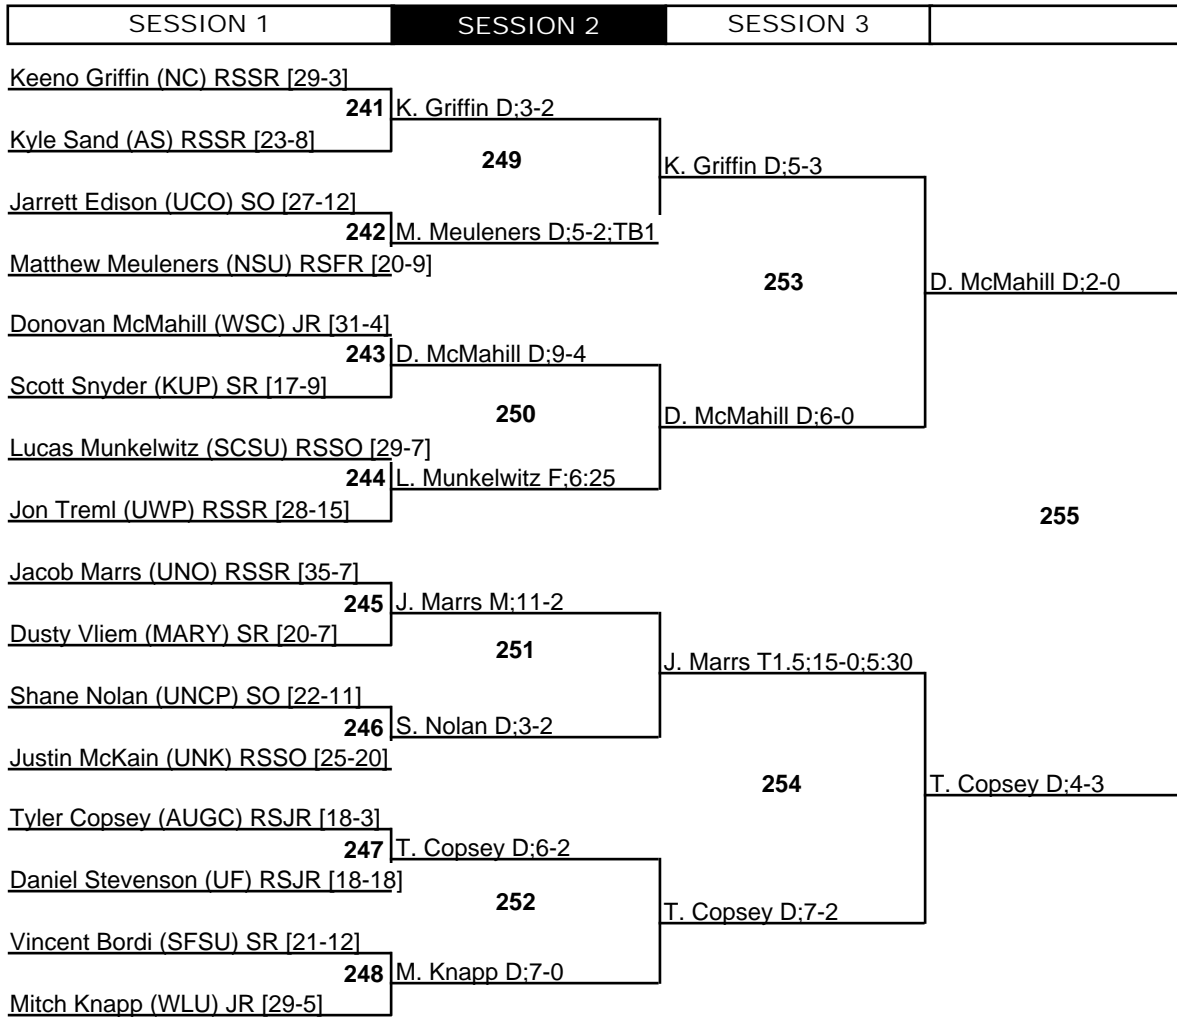 SESSION 1
SESSION 2
SESSION 3
Keeno Griffin (NC) RSSR [29-3]
241 K. Griffin D;3-2
Kyle Sand (AS) RSSR [23-8]
249
K. Griffin D;5-3
Jarrett Edison (UCO) SO [27-12]
242 M. Meuleners D;5-2;TB1
Matthew Meuleners (NSU) RSFR [20-9]
253
D. McMahill D;2-0
Donovan McMahill (WSC) JR [31-4]
243 D. McMahill D;9-4
Scott Snyder (KUP) SR [17-9]
250
D. McMahill D;6-0
Lucas Munkelwitz (SCSU) RSSO [29-7]
244 L. Munkelwitz F;6:25
Jon Treml (UWP) RSSR [28-15]
255
Jacob Marrs (UNO) RSSR [35-7]
245 J. Marrs M;11-2
Dusty Vliem (MARY) SR [20-7]
251
J. Marrs T1.5;15-0;5:30
Shane Nolan (UNCP) SO [22-11]
246 S. Nolan D;3-2
Justin McKain (UNK) RSSO [25-20]
254
T. Copsey D;4-3
Tyler Copsey (AUGC) RSJR [18-3]
247 T. Copsey D;6-2
Daniel Stevenson (UF) RSJR [18-18]
252
T. Copsey D;7-2
Vincent Bordi (SFSU) SR [21-12]
248 M. Knapp D;7-0
Mitch Knapp (WLU) JR [29-5]